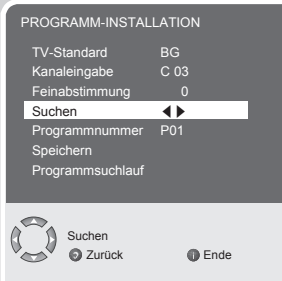 PROGRAMM-INSTALLATION
TV-Standard BG
Kanaleingabe C 03
Feinabstimmung 0
Suchen
Programmnummer P01
Speichern
Programmsuchlauf
Suchen
Zurück Ende